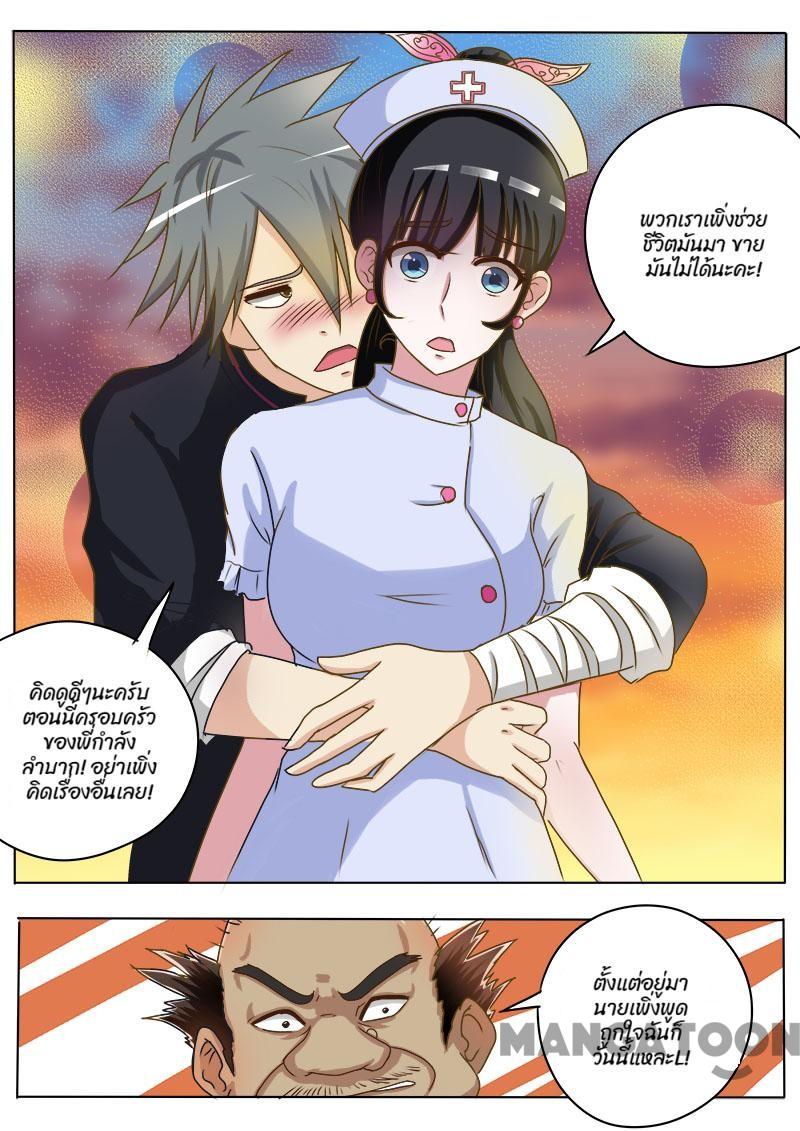 พวกเราเพิ่งช่วย
ชีวิตมันมา ขาย
มันไม่ได้นะคะ!
คิดดูดีๆนะครับ
ตอนนี้ครอบครัว
ของพี่กำลัง
ลำบาก! อย่าเพิ่ง
คิดเรื่องอื่นเลย!
ตั้งแต่อยู่มา
นายเพิ่งพูด
ถูกใจฉันก็
วันนี้แหละL!
MANGATOON